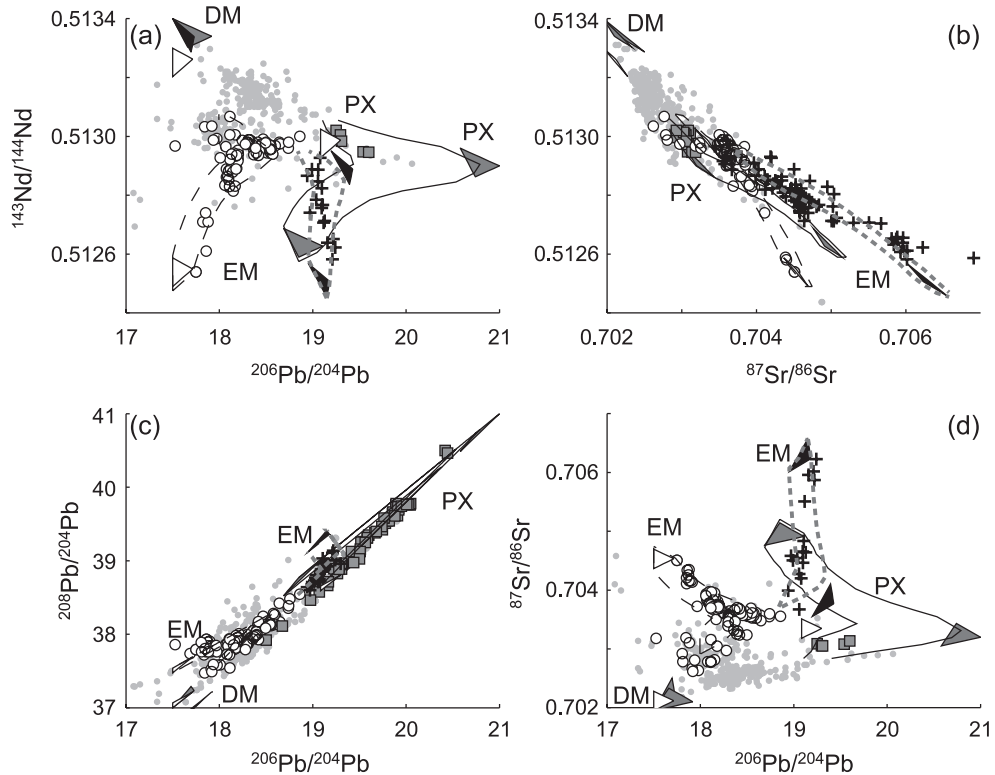 0.5134
(a)
DM
0.5130
PX
PX
0.5126
EM
17
18
19
20
21
¹⁴³Nd/¹⁴⁴Nd
²⁰⁶Pb/²⁰⁴Pb
0.5134
DM
(b)
0.5130
PX
0.5126
EM
0.702
0.704
0.706
⁸⁷Sr/⁸⁶Sr
41
(c)
40
PX
39
EM
38
EM
37
DM
17
18
19
20
21
²⁰⁸Pb/²⁰⁴Pb
²⁰⁶Pb/²⁰⁴Pb
(d)
EM
0.706
EM
0.704
PX
DM
0.702
18
19
20
21
⁸⁷Sr/⁸⁶Sr
²⁰⁶Pb/²⁰⁴Pb